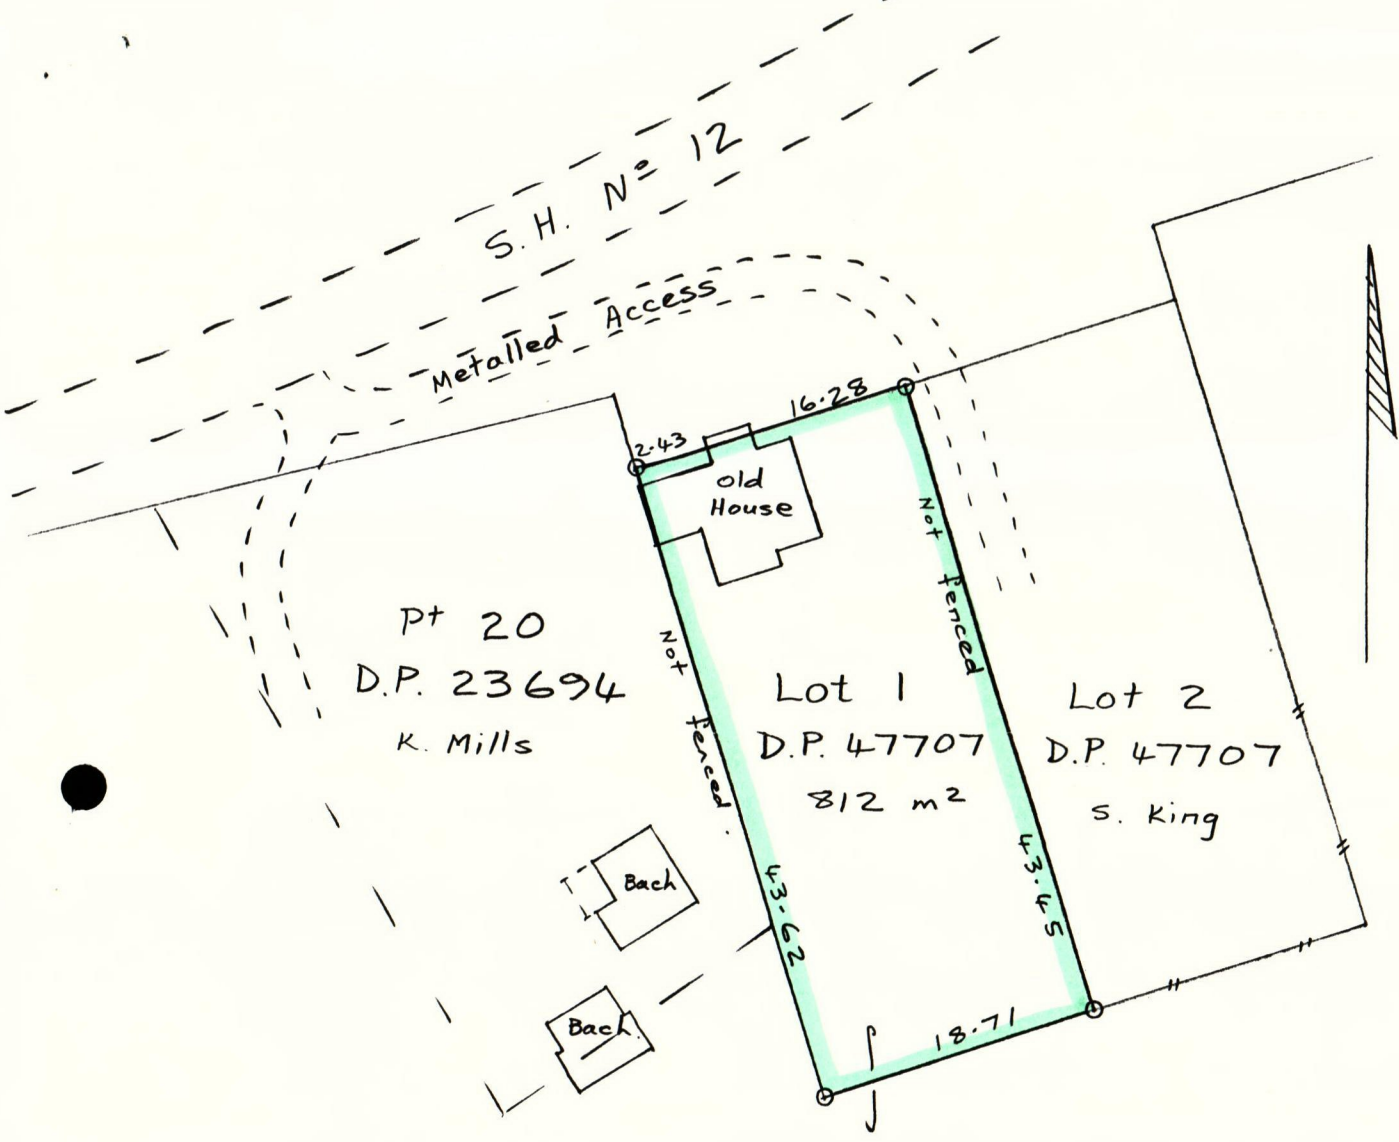 S.H. Nº 12
Metalled Access
2.43
16.28
Old
House
Not fenced
Not fenced
Pt 20
D.P. 23694
K. Mills
Lot 1
D.P. 47707
812 m²
Lot 2
D.P. 47707
S. King
Bach
Bach
43.62
43.45
18.71